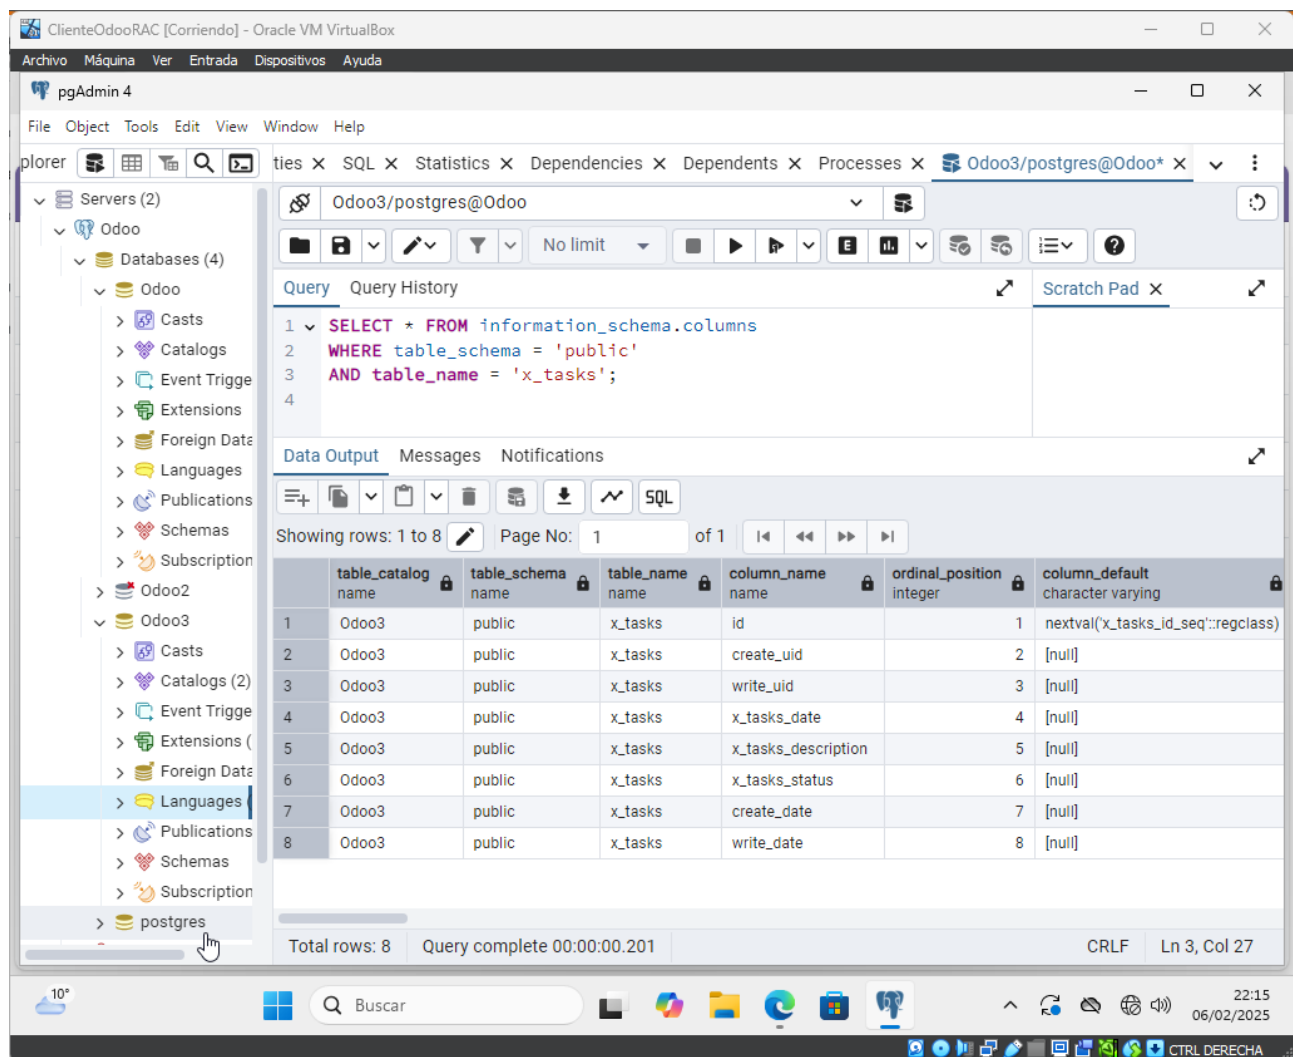 ClienteOdooRAC [Corriendo] - Oracle VM VirtualBox
Archivo Máquina Ver Entrada Dispositivos Ayuda
pgAdmin 4
File Object Tools Edit View Window Help
plorer
ties SQL Statistics Dependencies Dependents Processes Odoo3/postgres@Odoo*
Servers (2)
Odoo3/postgres@Odoo
Odoo
Databases (4)
No limit
Odoo
Query Query History
Scratch Pad
Casts
1 SELECT * FROM information_schema.columns
2 WHERE table_schema = 'public'
3 AND table_name = 'x_tasks';
4
Catalogs
Event Trigge
Extensions
Foreign Data
Data Output Messages Notifications
Languages
Publications
SQL
Schemas
Showing rows: 1 to 8 Page No: 1 of 1
Subscription
Odoo2
Odoo3
Casts
Catalogs (2)
Event Trigge
Extensions (
Foreign Data
Languages (
Publications
Schemas
Subscription
postgres
table_catalog name table_schema name table_name name column_name name ordinal_position integer column_default character varying
1 Odoo3 public x_tasks id 1 nextval('x_tasks_id_seq'::regclass)
2 Odoo3 public x_tasks create_uid 2 [null]
3 Odoo3 public x_tasks write_uid 3 [null]
4 Odoo3 public x_tasks x_tasks_date 4 [null]
5 Odoo3 public x_tasks x_tasks_description 5 [null]
6 Odoo3 public x_tasks x_tasks_status 6 [null]
7 Odoo3 public x_tasks create_date 7 [null]
8 Odoo3 public x_tasks write_date 8 [null]
Total rows: 8 Query complete 00:00:00.201 CRLF Ln 3, Col 27
10°
Buscar
22:15
06/02/2025
CTRL DERECHA